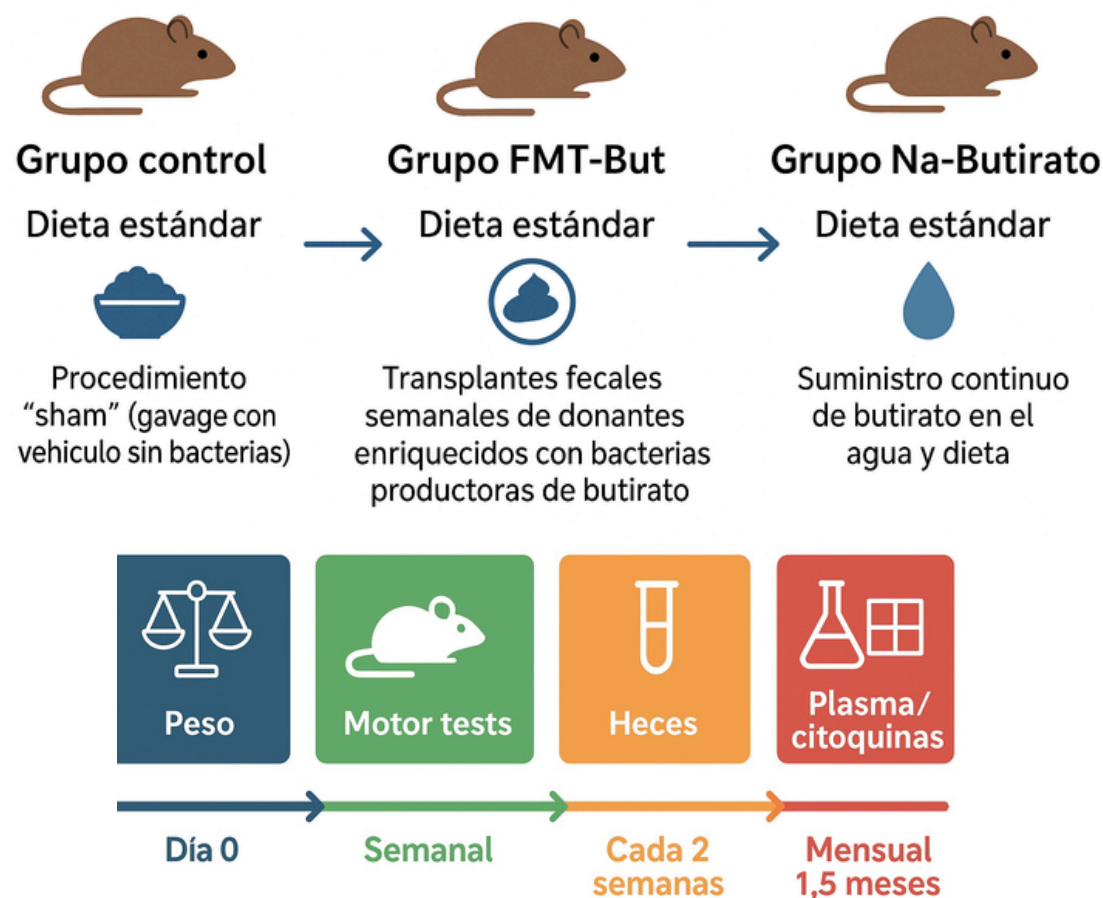 Grupo control
Dieta estándar
Procedimiento
“sham” (gavage con
vehiculo sin bacterias)
Grupo FMT-But
Dieta estándar
Transplantes fecales
semanales de donantes
enriquecidos con bacterias
productoras de butirato
Grupo Na-Butirato
Dieta estándar
Suministro continuo
de butirato en el
agua y dieta
Peso
Motor tests
Heces
Plasma/
citoquinas
Día 0
Semanal
Cada 2
semanas
Mensual
1,5 meses